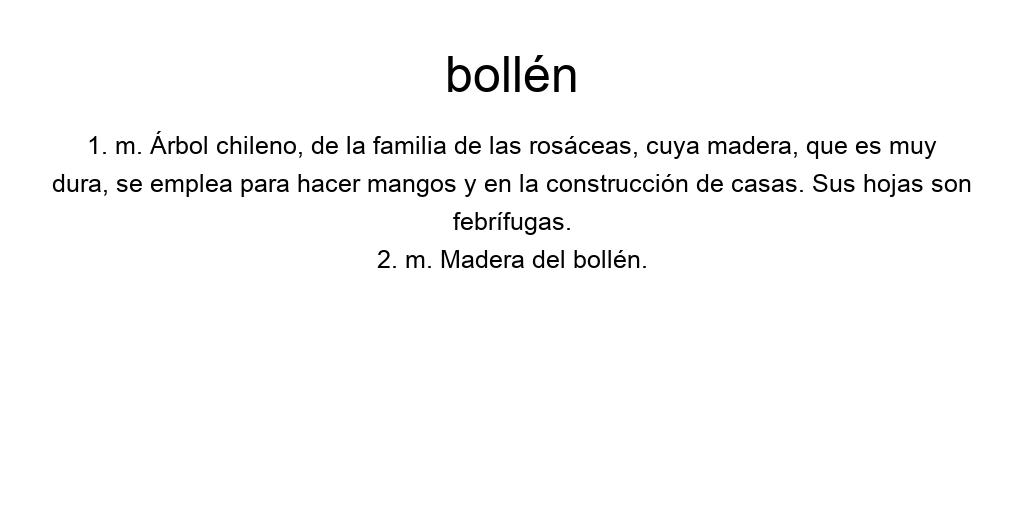 bollén
1. m. Árbol chileno, de la familia de las rosáceas, cuya madera, que es muy
dura, se emplea para hacer mangos y en la construcción de casas. Sus hojas son
febrífugas.
2. m. Madera del bollén.